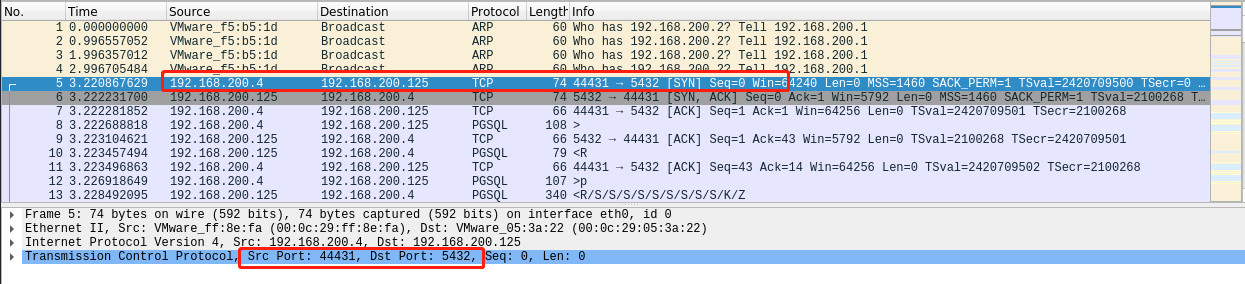 No. Time Source Destination Protocol Length Info
1 0.000000000 VMware_f5:b5:1d Broadcast ARP 60 Who has 192.168.200.2? Tell 192.168.200.1
2 0.996557052 VMware_f5:b5:1d Broadcast ARP 60 Who has 192.168.200.2? Tell 192.168.200.1
3 1.996357012 VMware_f5:b5:1d Broadcast ARP 60 Who has 192.168.200.2? Tell 192.168.200.1
4 2.996705484 VMware_f5:b5:1d Broadcast ARP 60 Who has 192.168.200.2? Tell 192.168.200.1
5 3.220867629 192.168.200.4 192.168.200.125 TCP 74 44431 → 5432 [SYN] Seq=0 Win=64240 Len=0 MSS=1460 SACK_PERM=1 TSval=2420709500 TSecr=0 …
6 3.222231700 192.168.200.125 192.168.200.4 TCP 74 5432 → 44431 [SYN, ACK] Seq=0 Ack=1 Win=5792 Len=0 MSS=1460 SACK_PERM=1 TSval=2100268 T…
7 3.222281852 192.168.200.4 192.168.200.125 TCP 66 44431 → 5432 [ACK] Seq=1 Ack=1 Win=64256 Len=0 TSval=2420709501 TSecr=2100268
8 3.222688818 192.168.200.4 192.168.200.125 PGSQL 108 >
9 3.223104621 192.168.200.125 192.168.200.4 TCP 66 5432 → 44431 [ACK] Seq=1 Ack=43 Win=5792 Len=0 TSval=2100268 TSecr=2420709501
10 3.223457494 192.168.200.125 192.168.200.4 PGSQL 79 <R
11 3.223496863 192.168.200.4 192.168.200.125 TCP 66 44431 → 5432 [ACK] Seq=43 Ack=14 Win=64256 Len=0 TSval=2420709502 TSecr=2100268
12 3.226918649 192.168.200.4 192.168.200.125 PGSQL 107 >p
13 3.228492095 192.168.200.125 192.168.200.4 PGSQL 340 <R/S/S/S/S/S/S/S/S/S/K/Z
Frame 5: 74 bytes on wire (592 bits), 74 bytes captured (592 bits) on interface eth0, id 0
Ethernet II, Src: VMware_ff:8e:fa (00:0c:29:ff:8e:fa), Dst: VMware_05:3a:22 (00:0c:29:05:3a:22)
Internet Protocol Version 4, Src: 192.168.200.4, Dst: 192.168.200.125
Transmission Control Protocol, Src Port: 44431, Dst Port: 5432, Seq: 0, Len: 0